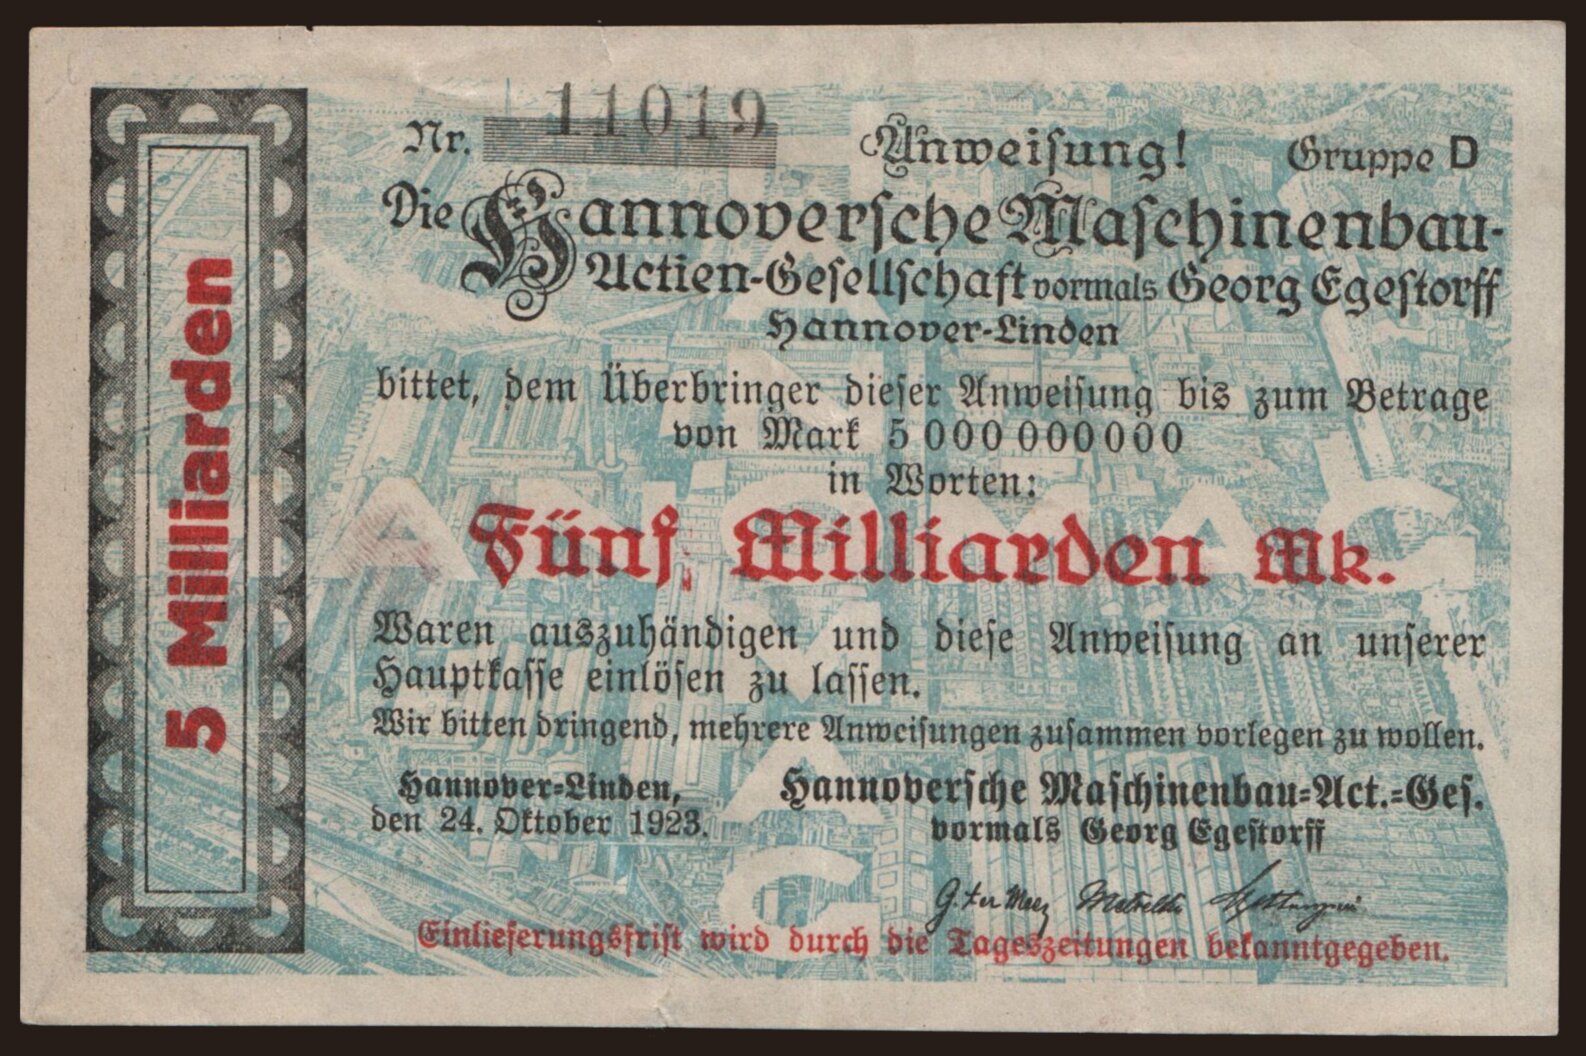 5 Milliarden
Nr. 11019 Anweisung! Gruppe D
Die Hannoversche Maschinenbau-
Actien-Gesellschaft vormals Georg Egestorff
Hannover-Linden
bittet, dem Überbringer dieser Anweisung bis zum Betrage
von Mark 5 000 000 000
in Worten:
Fünf Milliarden Mk.
HANOMAG
Waren auszuhändigen und diese Anweisung an unserer
Hauptkasse einlösen zu lassen.
Wir bitten dringend, mehrere Anweisungen zusammen vorlegen zu wollen.
Hannover-Linden,
den 24. Oktober 1923.
Hannoversche Maschinenbau-Act.-Ges.
vormals Georg Egestorff
Einlieferungsfrist wird durch die Tageszeitungen bekanntgegeben.